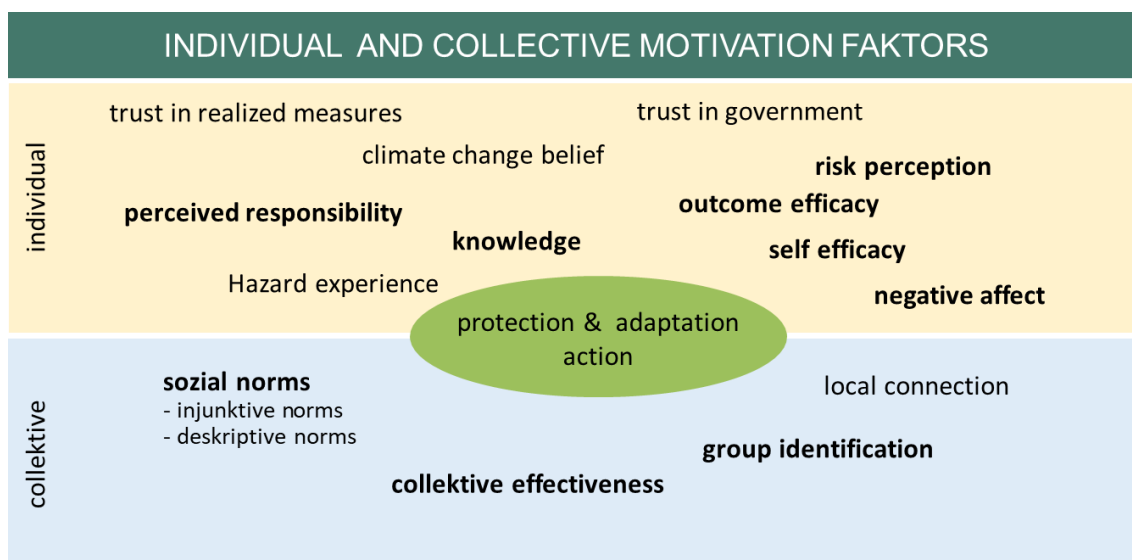 INDIVIDUAL AND COLLECTIVE MOTIVATION FAKTORS
individual
trust in realized measures
trust in government
climate change belief
risk perception
perceived responsibility
outcome efficacy
knowledge
self efficacy
Hazard experience
negative affect
protection & adaptation
action
collektive
sozial norms
- injunktive norms
- deskriptive norms
local connection
group identification
collektive effectiveness